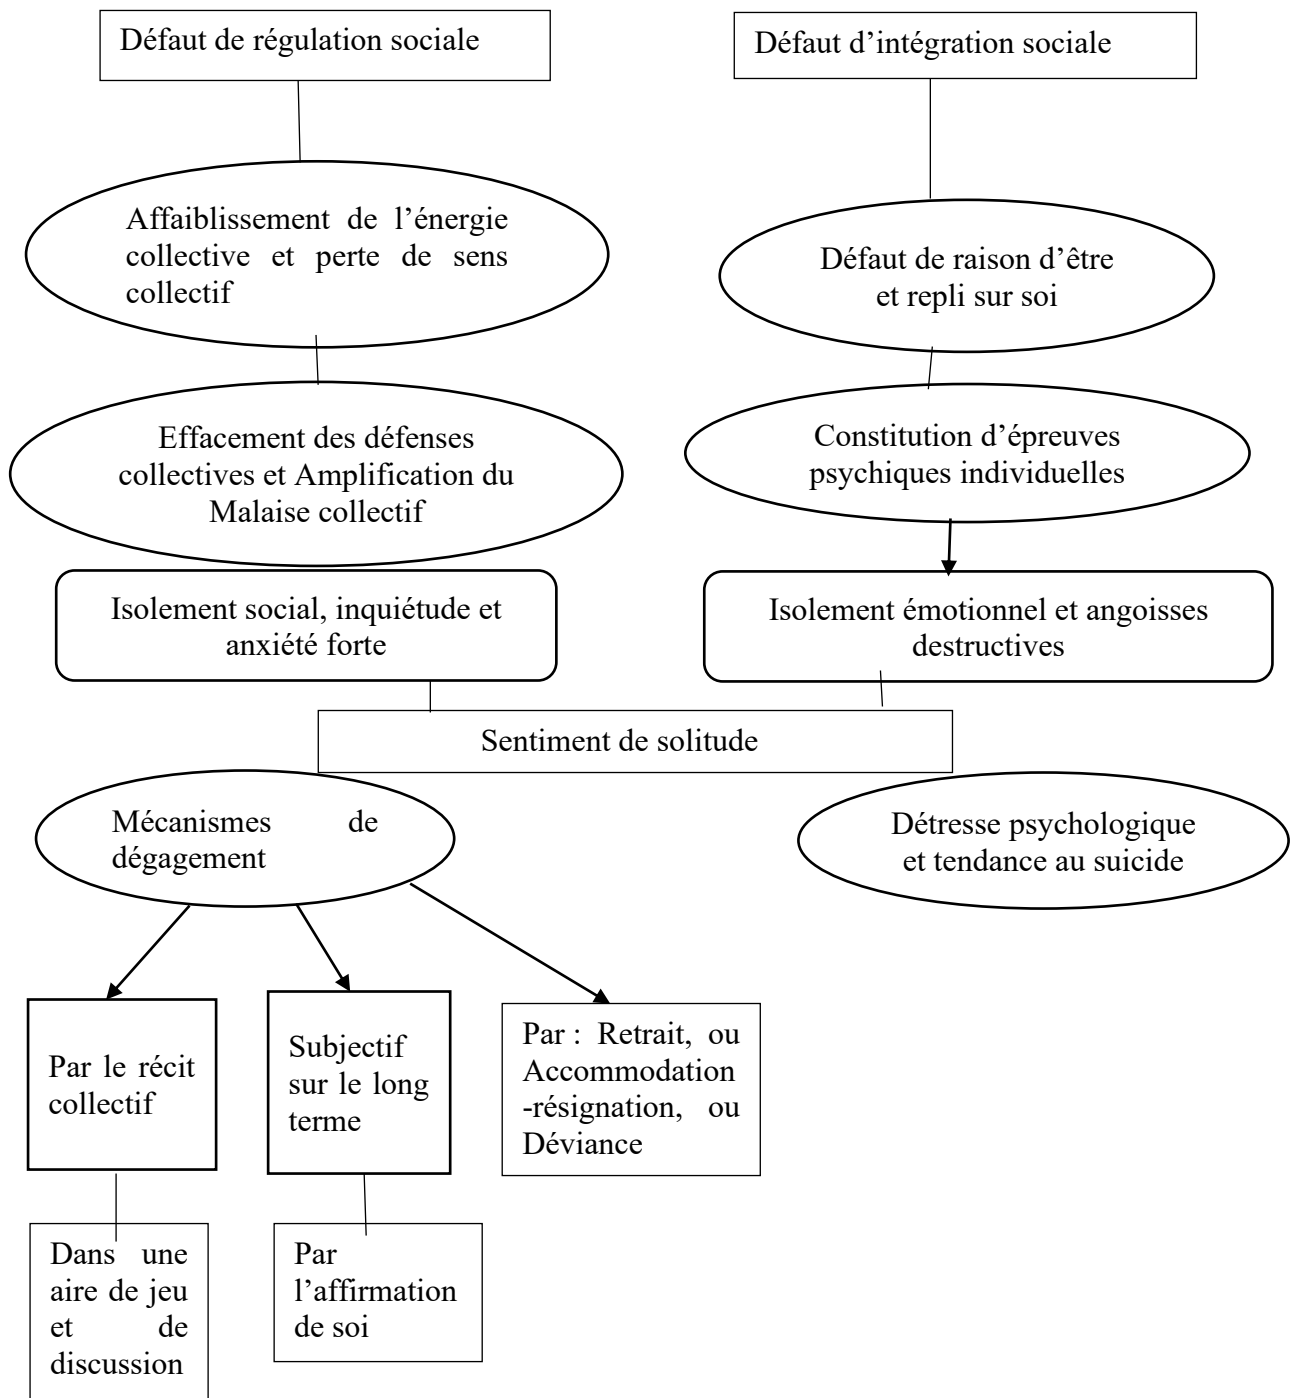 Défaut de régulation sociale
Défaut d’intégration sociale
Affaiblissement de l’énergie
collective et perte de sens
collectif
Défaut de raison d’être
et repli sur soi
Effacement des défenses
collectives et Amplification du
Malaise collectif
Constitution d’épreuves
psychiques individuelles
Isolement social, inquiétude et
anxiété forte
Isolement émotionnel et angoisses
destructives
Sentiment de solitude
Mécanismes de
dégagement
Détresse psychologique
et tendance au suicide
Par le récit
collectif
Subjectif
sur le long
terme
Par : Retrait, ou
Accommodation
-résignation, ou
Déviance
Dans une
aire de jeu
et de
discussion
Par
l’affirmation
de soi